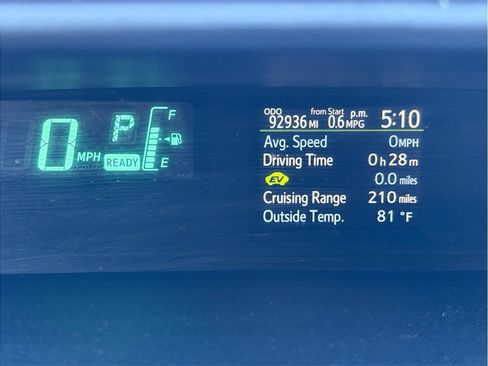 0 MPH
P
READY
F
E
ODO from Start p.m.
92936 MI 0.6 MPG 5:10
Avg. Speed 0 MPH
Driving Time 0 h 28 m
EV 0.0 miles
Cruising Range 210 miles
Outside Temp. 81 °F